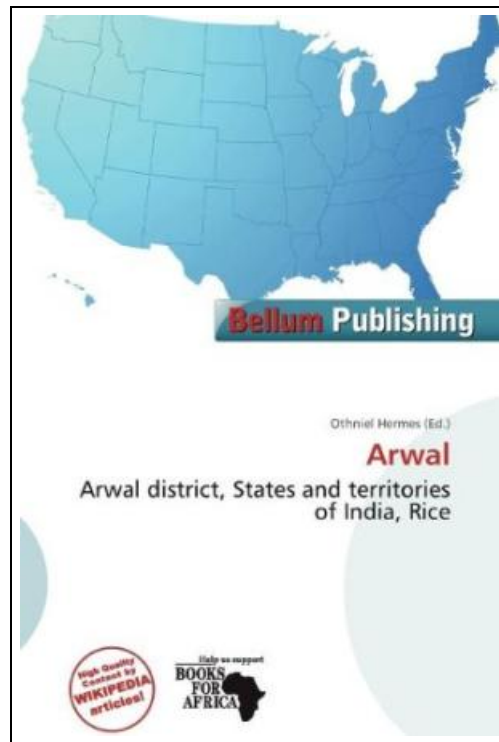 Bellum Publishing
Othniel Hermes (Ed.)
Arwal
Arwal district, States and territories
of India, Rice
High Quality
Content by
WIKIPEDIA
articles!
Help us support
BOOKS
FOR
AFRICA